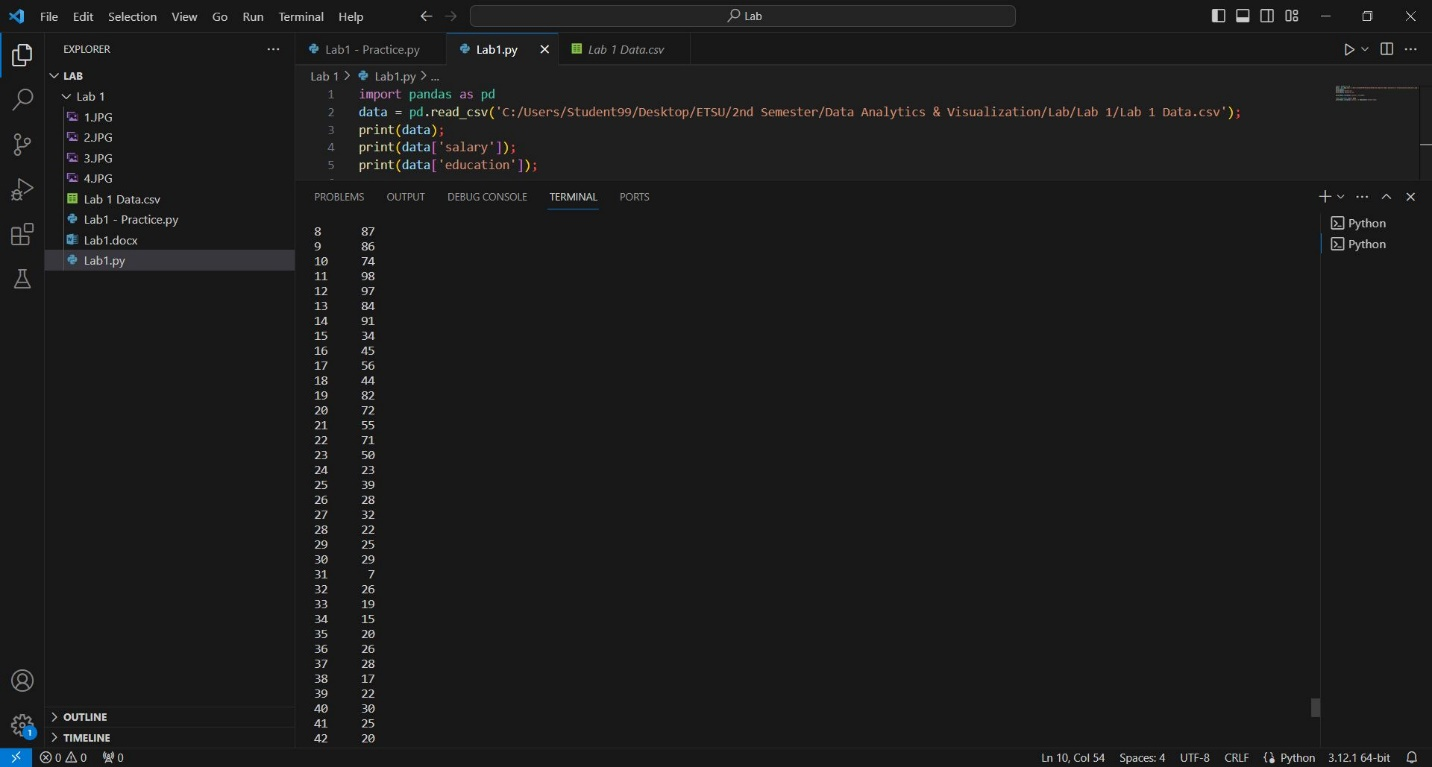 File Edit Selection View Go Run Terminal Help Lab
EXPLORER
LAB
Lab 1
1.JPG
2.JPG
3.JPG
4.JPG
Lab 1 Data.csv
Lab1 - Practice.py
Lab1.docx
Lab1.py
OUTLINE
TIMELINE
Lab1 - Practice.py Lab1.py Lab 1 Data.csv
Lab 1 > Lab1.py > ...
1 import pandas as pd
2 data = pd.read_csv('C:/Users/Student99/Desktop/ETSU/2nd Semester/Data Analytics & Visualization/Lab/Lab 1/Lab 1 Data.csv');
3 print(data);
4 print(data['salary']);
5 print(data['education']);
PROBLEMS OUTPUT DEBUG CONSOLE TERMINAL PORTS
8 87
9 86
10 74
11 98
12 97
13 84
14 91
15 34
16 45
17 56
18 44
19 82
20 72
21 55
22 71
23 50
24 23
25 39
26 28
27 32
28 22
29 25
30 29
31 7
32 26
33 19
34 15
35 20
36 26
37 28
38 17
39 22
40 30
41 25
42 20
Python
Python
1
0 0 0 Ln 10, Col 54 Spaces: 4 UTF-8 CRLF Python 3.12.1 64-bit